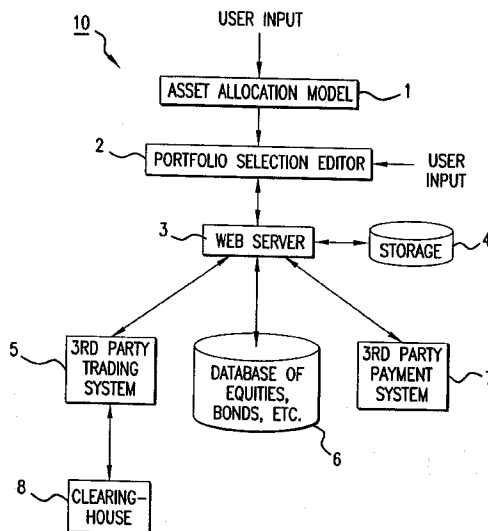 10
USER INPUT
ASSET ALLOCATION MODEL
1
2
PORTFOLIO SELECTION EDITOR
USER
INPUT
3
WEB SERVER
STORAGE
4
5
3RD PARTY
TRADING
SYSTEM
DATABASE OF
EQUITIES,
BONDS, ETC.
6
3RD PARTY
PAYMENT
SYSTEM
7
8
CLEARING-
HOUSE